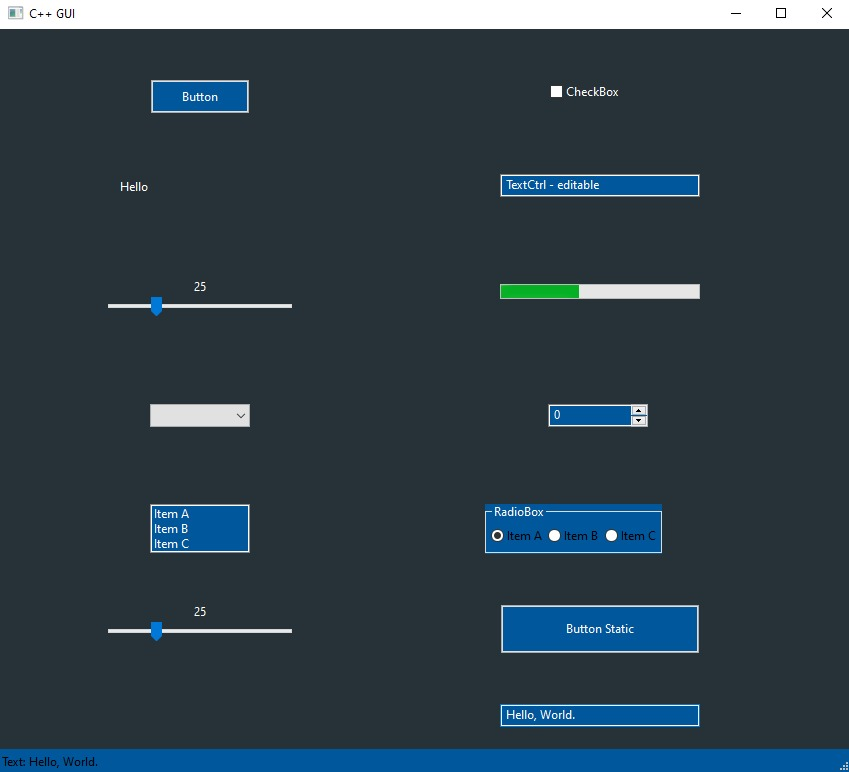 C++ GUI
Button
CheckBox
Hello
TextCtrl - editable
25
0
Item A
Item B
Item C
RadioBox
Item A Item B Item C
25
Button Static
Hello, World.
Text: Hello, World.